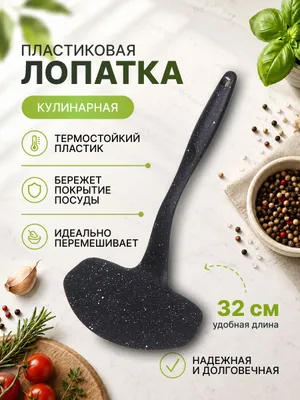 ПЛАСТИКОВАЯ
ЛОПАТКА
КУЛИНАРНАЯ
ТЕРМОСТОЙКИЙ
ПЛАСТИК
БЕРЕЖЕТ
ПОКРЫТИЕ
ПОСУДЫ
ИДЕАЛЬНО
ПЕРЕМЕШИВАЕТ
32 см
удобная длина
НАДЕЖНАЯ
И ДОЛГОВЕЧНАЯ